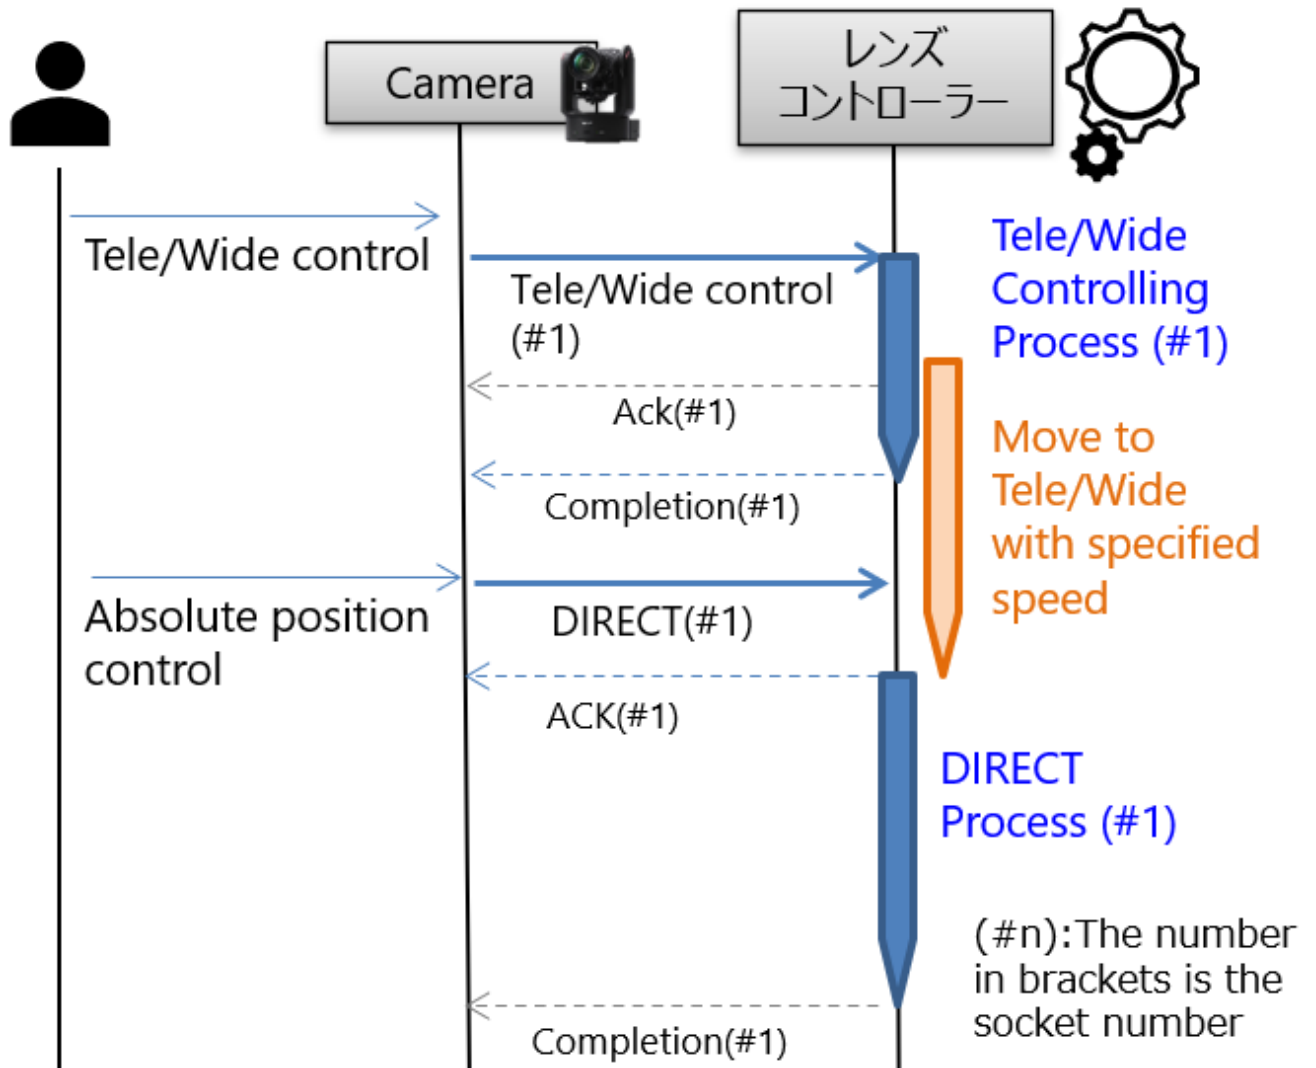 Camera
レンズ
コントローラー
Tele/Wide control
Tele/Wide control
(#1)
Tele/Wide
Controlling
Process (#1)
Ack(#1)
Move to
Tele/Wide
with specified
speed
Completion(#1)
Absolute position
control
DIRECT(#1)
ACK(#1)
DIRECT
Process (#1)
(#n):The number
in brackets is the
socket number
Completion(#1)